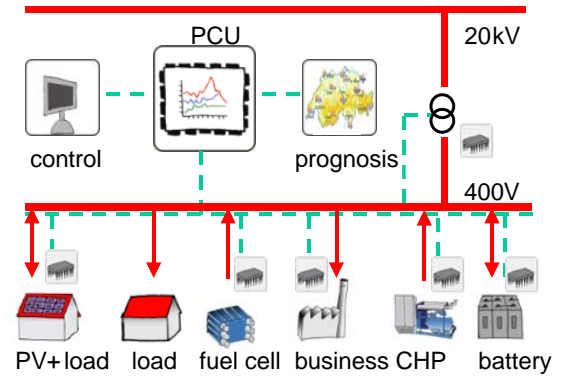 PCU
20kV
control
prognosis
400V
PV+load load fuel cell business CHP battery